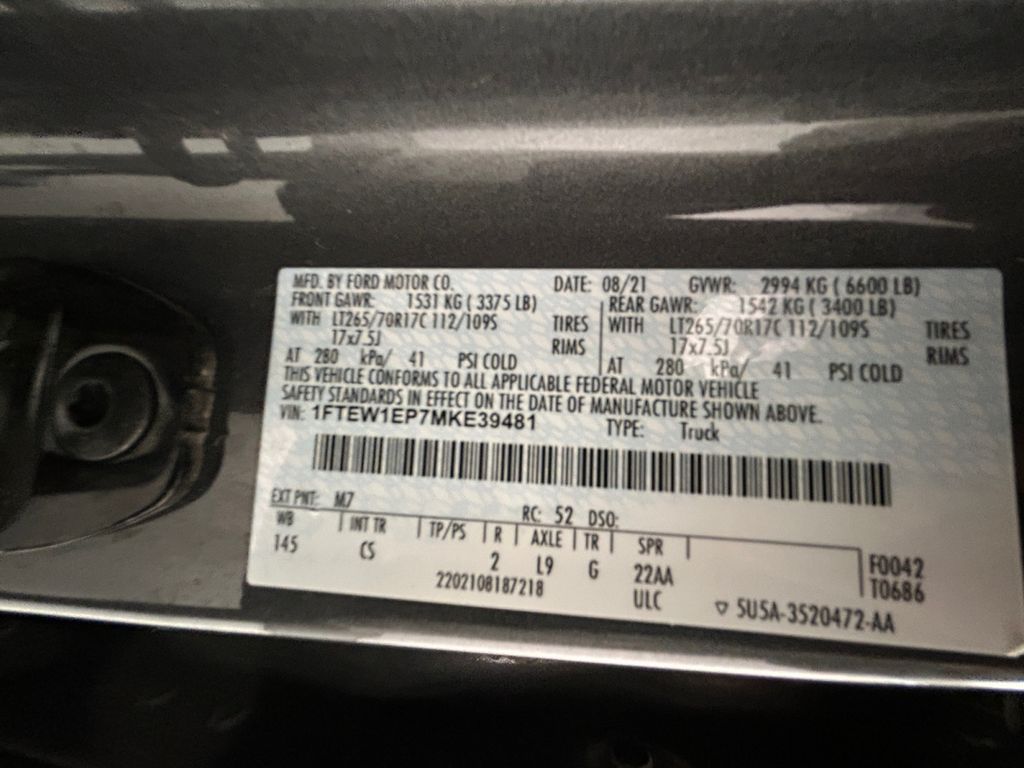 MFD. BY FORD MOTOR CO. DATE: 08/21 GVWR: 2994 KG ( 6600 LB)
FRONT GAWR: 1531 KG ( 3375 LB) REAR GAWR: 1542 KG ( 3400 LB)
WITH LT265/70R17C 112/109S TIRES WITH LT265/70R17C 112/109S TIRES
17x7.5J RIMS 17x7.5J RIMS
AT 280 kPa/ 41 PSI COLD AT 280 kPa/ 41 PSI COLD
THIS VEHICLE CONFORMS TO ALL APPLICABLE FEDERAL MOTOR VEHICLE
SAFETY STANDARDS IN EFFECT ON THE DATE OF MANUFACTURE SHOWN ABOVE.
VIN: 1FTEW1EP7MKE39481 TYPE: Truck
EXT PNT: M7 RC: 52 DSO:
WB INT TR TP/PS R AXLE TR SPR
145 CS 2 L9 G 22AA F0042
2202108187218 ULC T0686
▽ 5U5A-3520472-AA